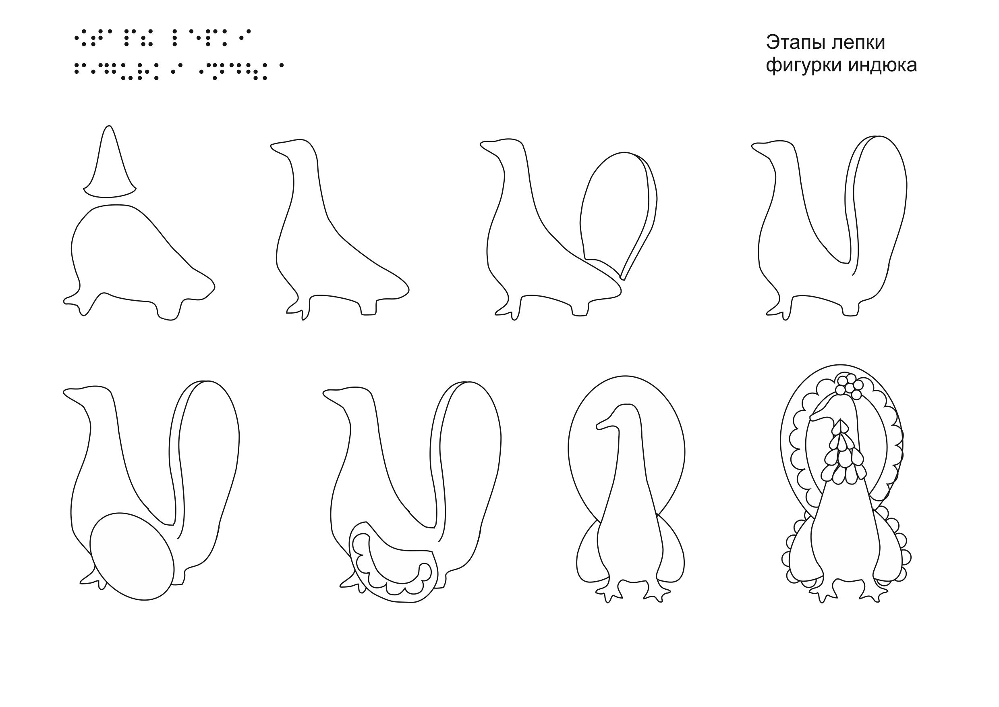 ⠪⠞⠁⠏⠮ ⠇⠑⠏⠅⠊
⠋⠊⠛⠥⠗⠅⠊ ⠊⠝⠙⠳⠅⠁
Этапы лепки
фигурки индюка